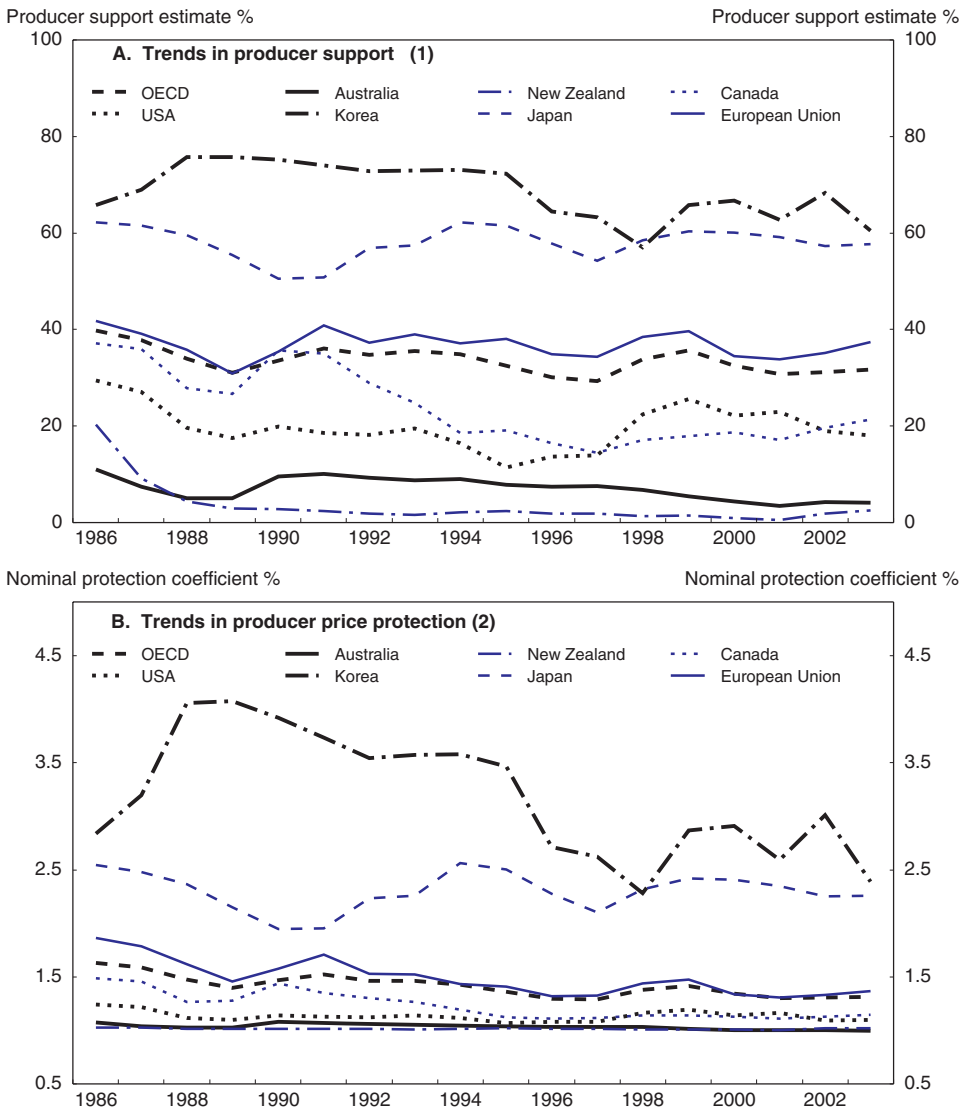 Producer support estimate % Producer support estimate %
100 100
A. Trends in producer support (1)
OECD Australia New Zealand Canada
USA Korea Japan European Union
80 80
60 60
40 40
20 20
0 0
1986 1988 1990 1992 1994 1996 1998 2000 2002
Nominal protection coefficient % Nominal protection coefficient %
B. Trends in producer price protection (2)
4.5 OECD Australia New Zealand Canada 4.5
USA Korea Japan European Union
3.5 3.5
2.5 2.5
1.5 1.5
0.5 0.5
1986 1988 1990 1992 1994 1996 1998 2000 2002